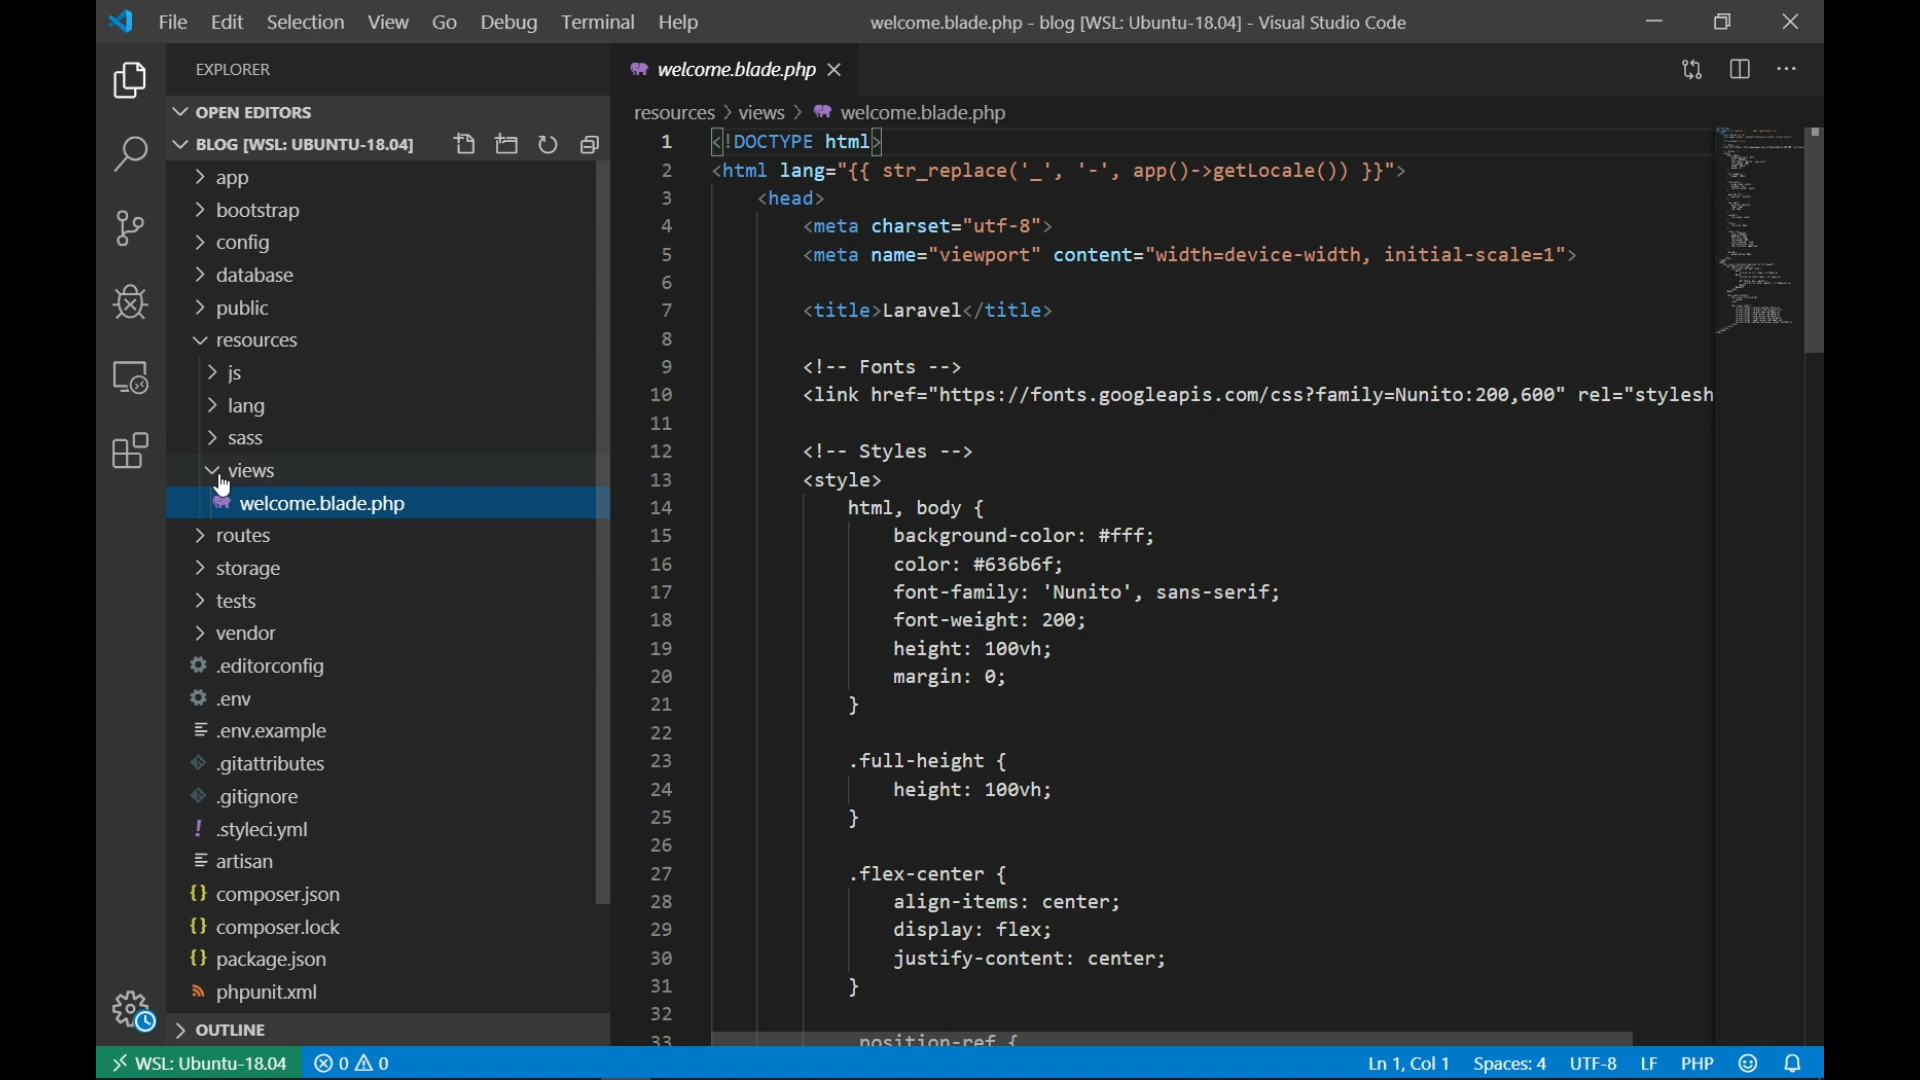 File Edit Selection View Go Debug Terminal Help
welcome.blade.php - blog [WSL: Ubuntu-18.04] - Visual Studio Code
EXPLORER
OPEN EDITORS
BLOG [WSL: UBUNTU-18.04]
app
bootstrap
config
database
public
resources
js
lang
sass
views
welcome.blade.php
routes
storage
tests
vendor
.editorconfig
.env
.env.example
.gitattributes
.gitignore
! .styleci.yml
artisan
{} composer.json
{} composer.lock
{} package.json
phpunit.xml
OUTLINE
welcome.blade.php
resources > views > welcome.blade.php
1 <!DOCTYPE html>
2 <html lang="{{ str_replace('_', '-', app()->getLocale()) }}">
3 <head>
4 <meta charset="utf-8">
5 <meta name="viewport" content="width=device-width, initial-scale=1">
6
7 <title>Laravel</title>
8
9 <!-- Fonts -->
10 <link href="https://fonts.googleapis.com/css?family=Nunito:200,600" rel="stylesh
11
12 <!-- Styles -->
13 <style>
14 html, body {
15 background-color: #fff;
16 color: #636b6f;
17 font-family: 'Nunito', sans-serif;
18 font-weight: 200;
19 height: 100vh;
20 margin: 0;
21 }
22
23 .full-height {
24 height: 100vh;
25 }
26
27 .flex-center {
28 align-items: center;
29 display: flex;
30 justify-content: center;
31 }
32
33 position-ref {
WSL: Ubuntu-18.04 0 0 Ln 1, Col 1 Spaces: 4 UTF-8 LF PHP